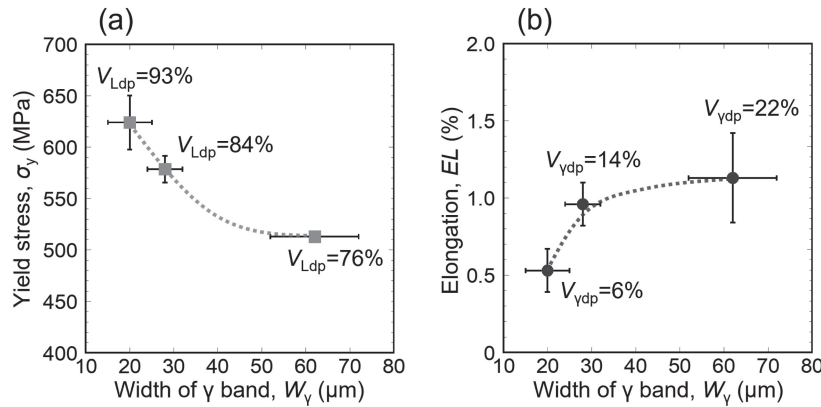 (a)
700
650
600
550
500
450
400
Yield stress, σy (MPa)
VLdp=93%
VLdp=84%
VLdp=76%
10 20 30 40 50 60 70 80
Width of γ band, Wγ (μm)
(b)
2.0
1.5
1.0
0.5
0
Elongation, EL (%)
Vγdp=22%
Vγdp=14%
Vγdp=6%
10 20 30 40 50 60 70 80
Width of γ band, Wγ (μm)